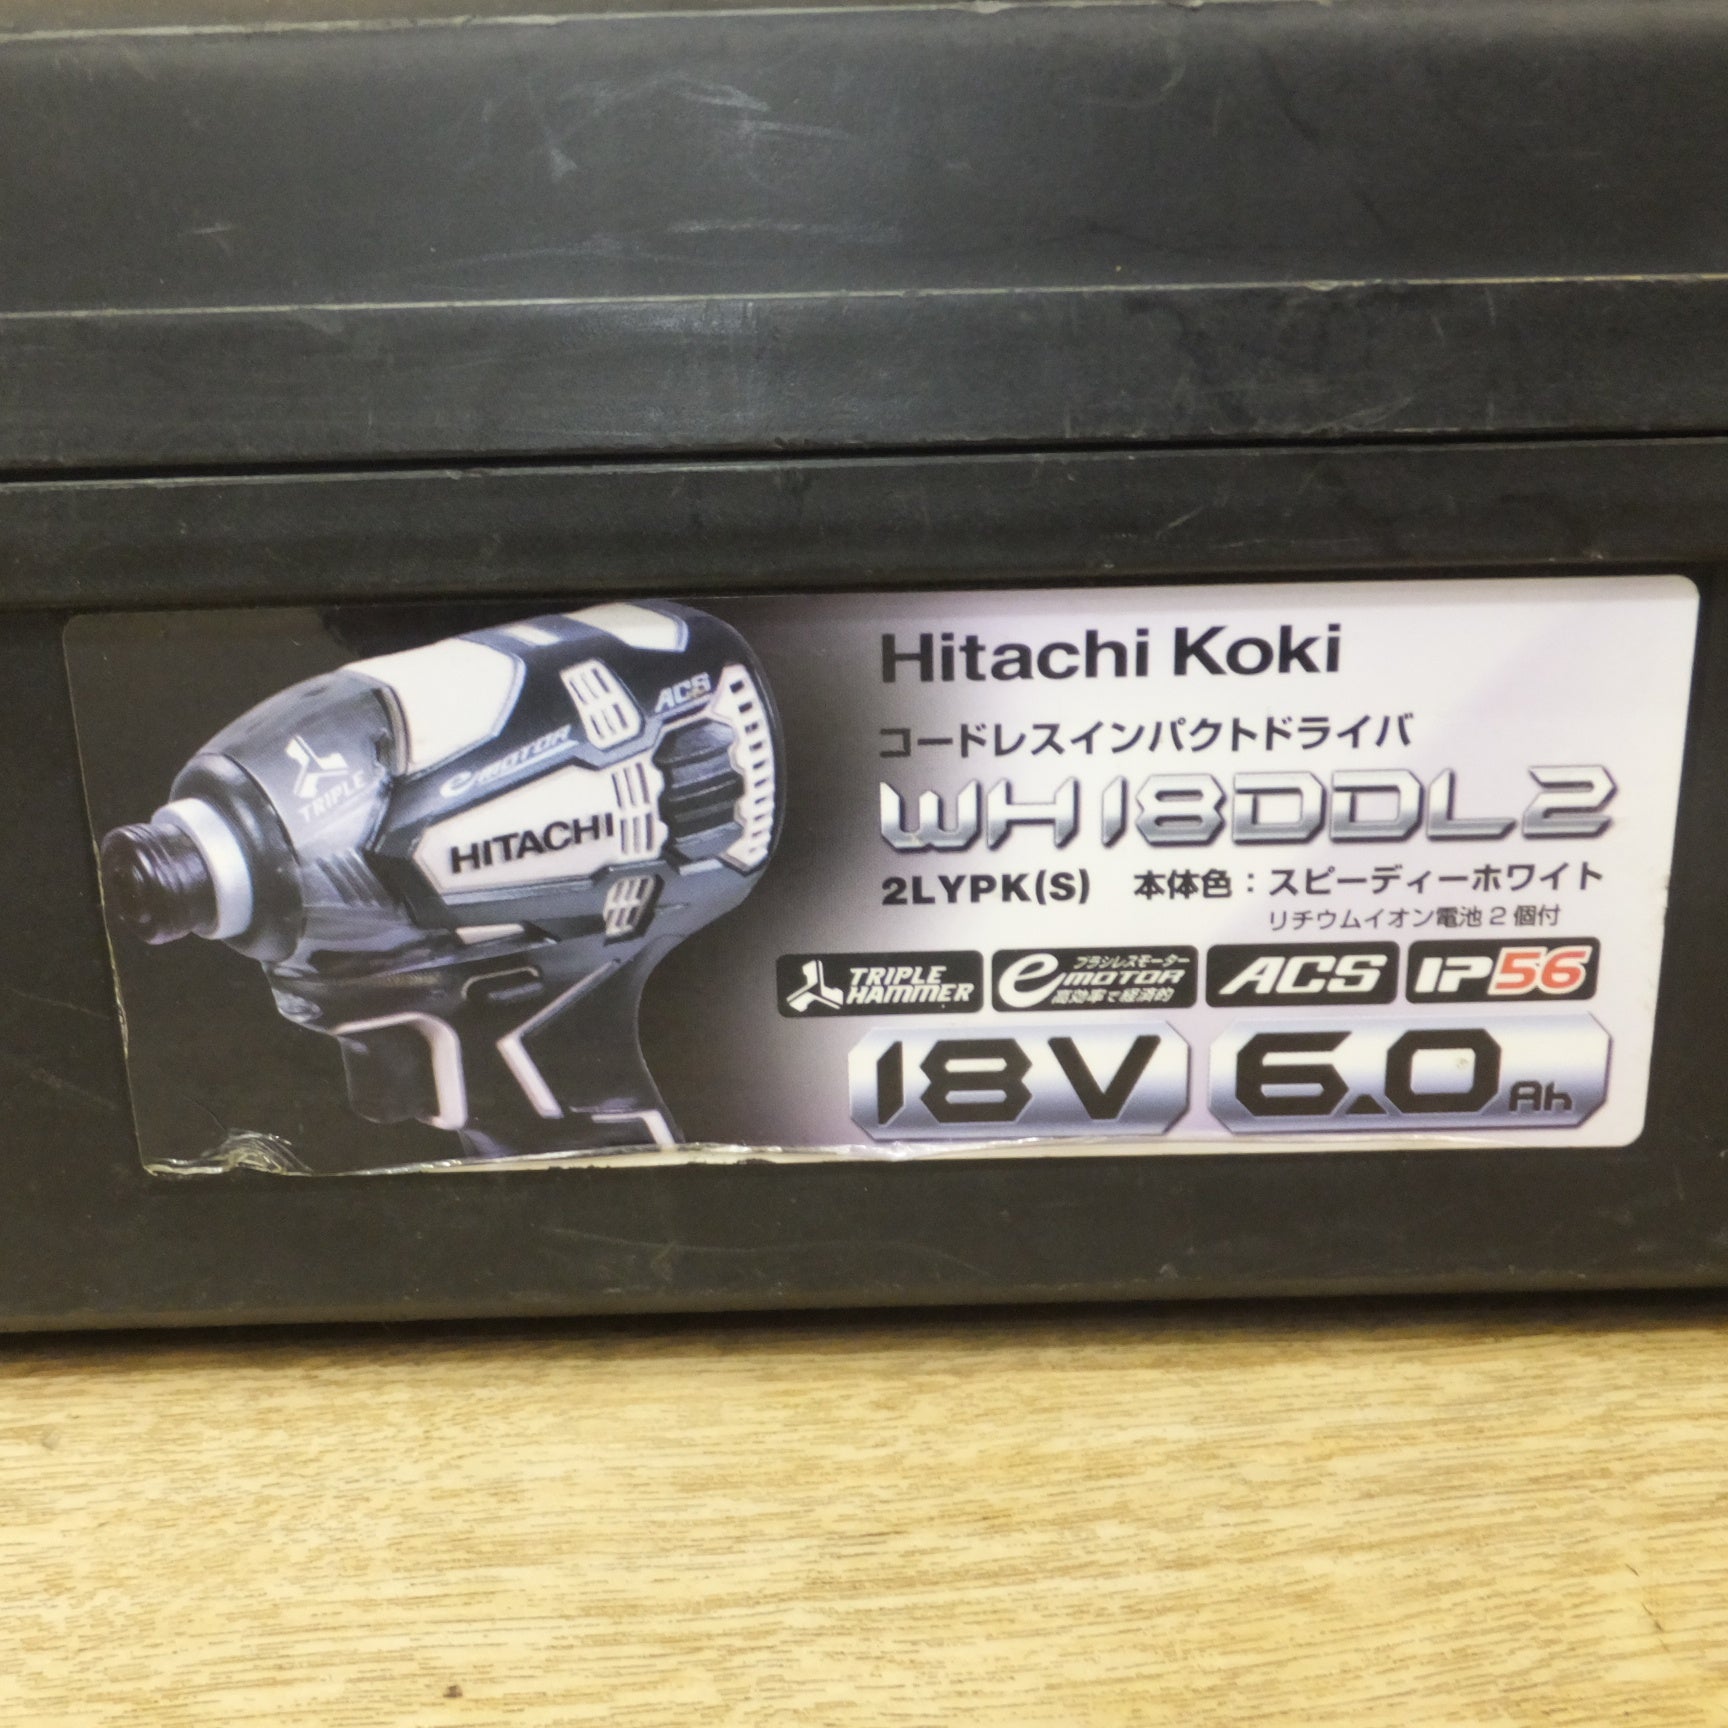 Hitachi Koki
コードレスインパクトドライバ
WH18DDL2
2LYPK(S) 本体色：スピーディーホワイト
リチウムイオン電池2個付
TRIPLE HAMMER
ブラシレスモーター
e MOTOR
高効率で経済的
ACS
IP56
18V 6.0Ah
ACS
e MOTOR
TRIPLE
HITACHI